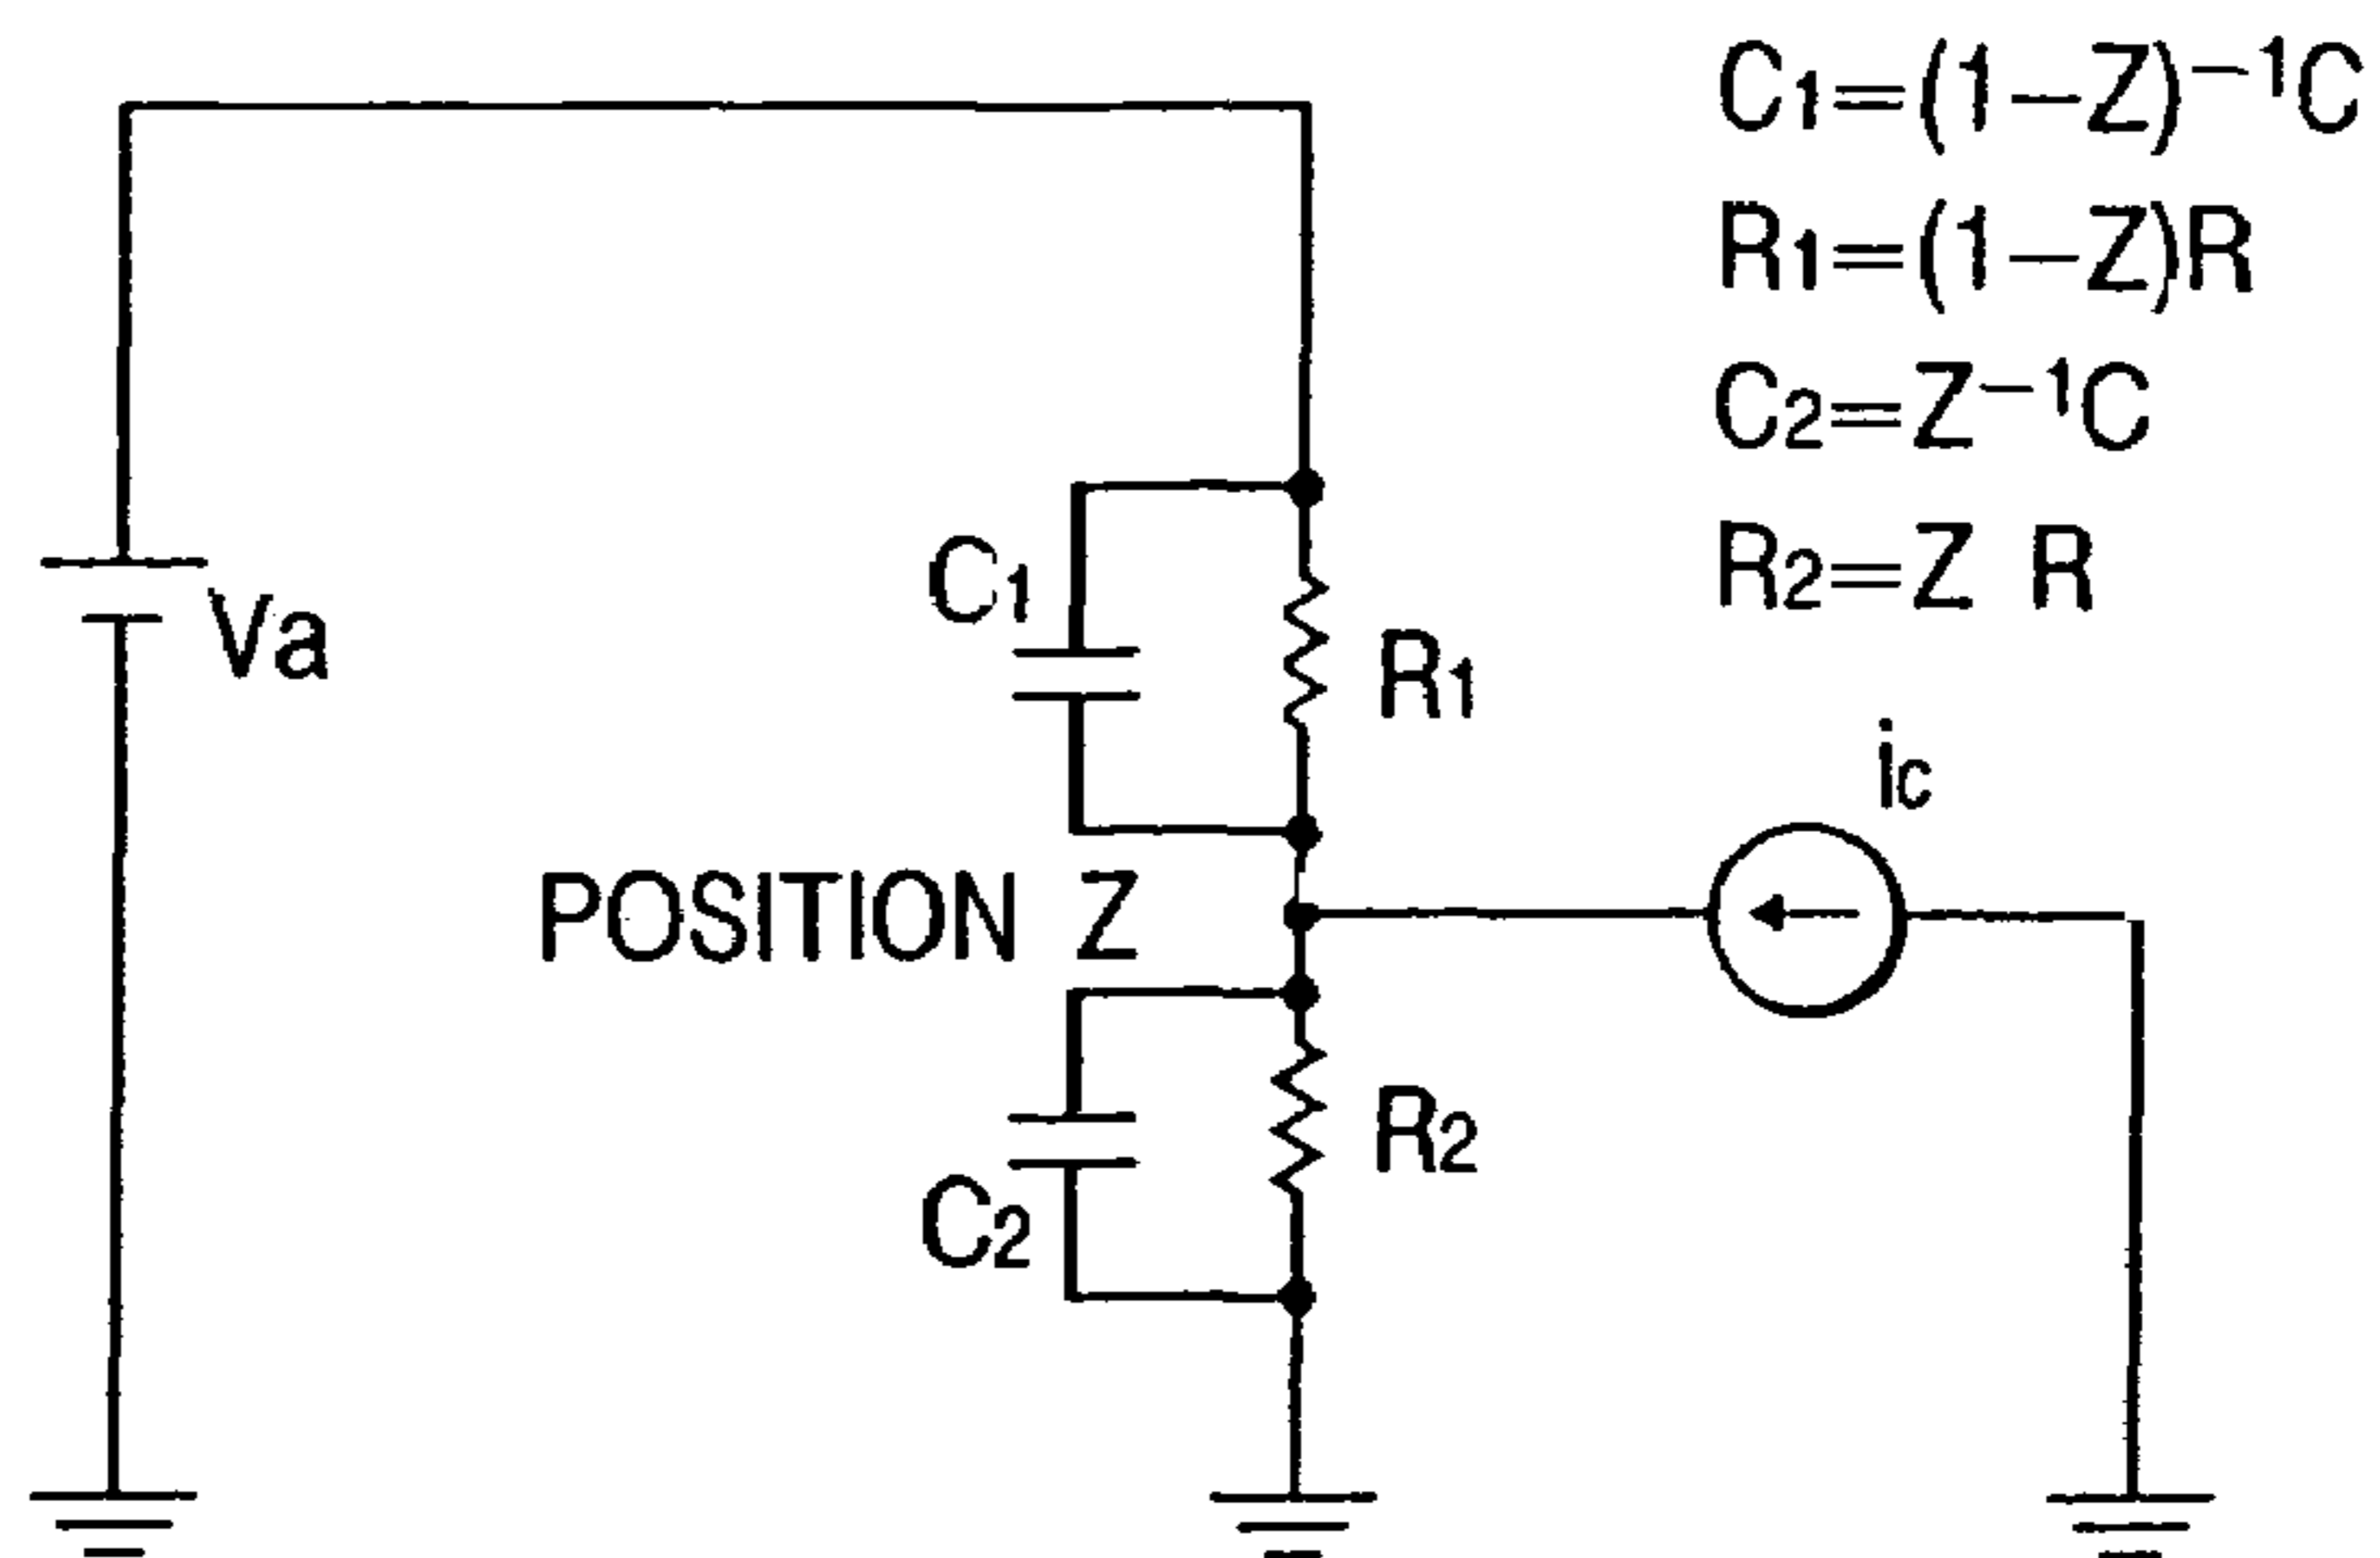 C1=(1-Z)⁻¹C
R1=(1-Z)R
C2=Z⁻¹C
R2=Z R
C1
Va
R1
ic
POSITION Z
R2
C2